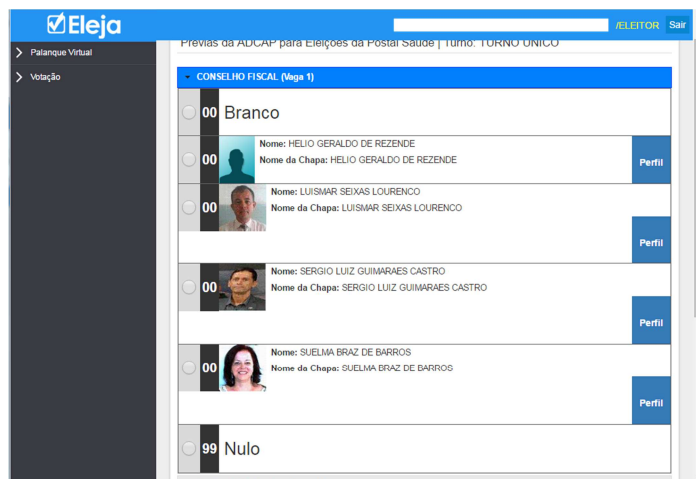 Eleja
/ELEITOR Sair
Palanque Virtual
Votação
Prévias da ADCAP para Eleições da Postal Saúde | Turno: TURNO ÚNICO
CONSELHO FISCAL (Vaga 1)
00 Branco
00
Nome: HELIO GERALDO DE REZENDE
Nome da Chapa: HELIO GERALDO DE REZENDE
Perfil
00
Nome: LUISMAR SEIXAS LOURENCO
Nome da Chapa: LUISMAR SEIXAS LOURENCO
Perfil
00
Nome: SERGIO LUIZ GUIMARAES CASTRO
Nome da Chapa: SERGIO LUIZ GUIMARAES CASTRO
Perfil
00
Nome: SUELMA BRAZ DE BARROS
Nome da Chapa: SUELMA BRAZ DE BARROS
Perfil
99 Nulo